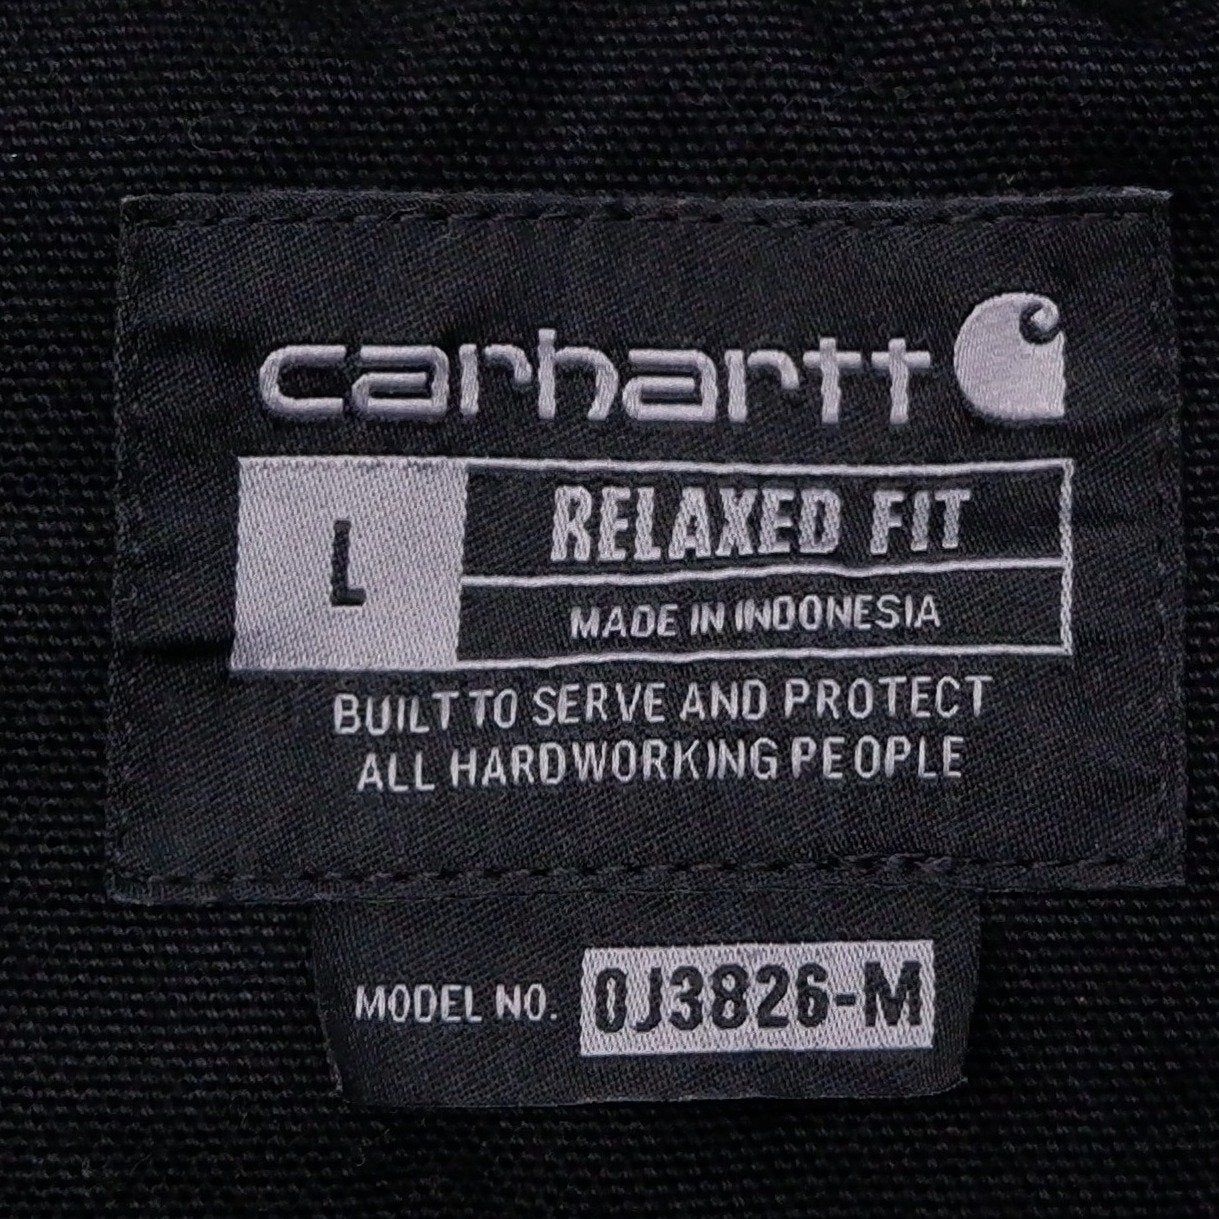 carhartt
L
RELAXED FIT
MADE IN INDONESIA
BUILT TO SERVE AND PROTECT
ALL HARDWORKING PEOPLE
MODEL NO. 0J3826-M